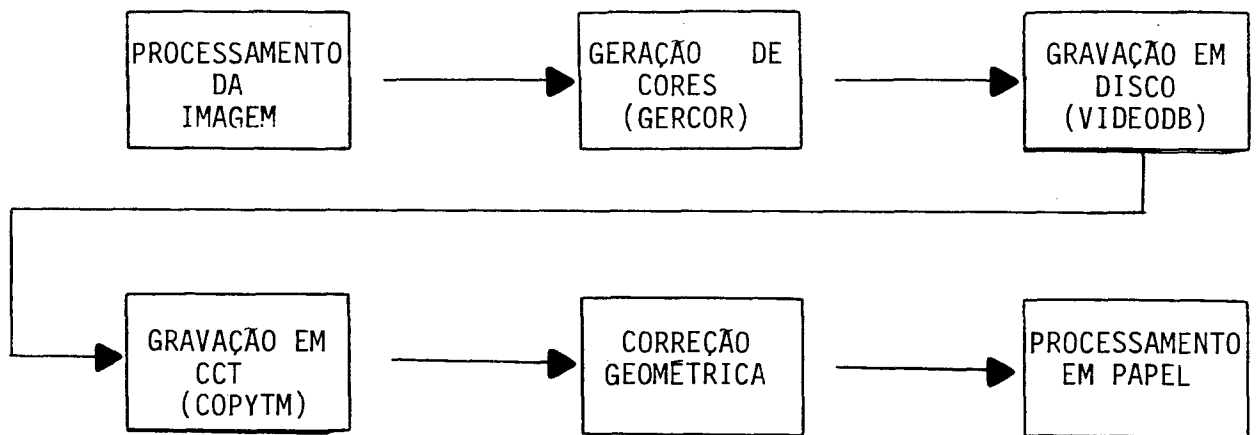 PROCESSAMENTO
DA
IMAGEM
GERAÇÃO DE
CORES
(GERCOR)
GRAVAÇÃO EM
DISCO
(VIDEODB)
GRAVAÇÃO EM
CCT
(COPYTM)
CORREÇÃO
GEOMÉTRICA
PROCESSAMENTO
EM PAPEL